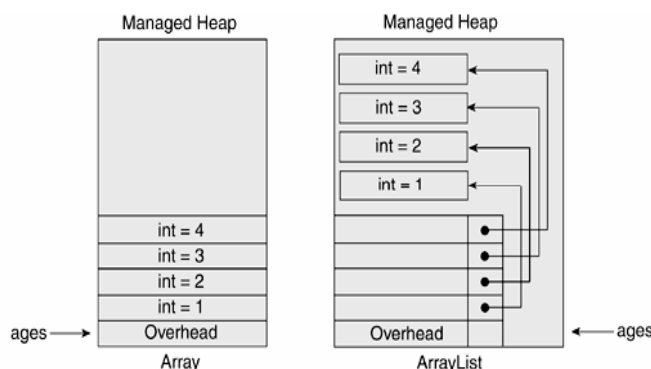 Managed Heap
int = 4
int = 3
int = 2
int = 1
ages
Overhead
Array
Managed Heap
int = 4
int = 3
int = 2
int = 1
Overhead
ages
ArrayList